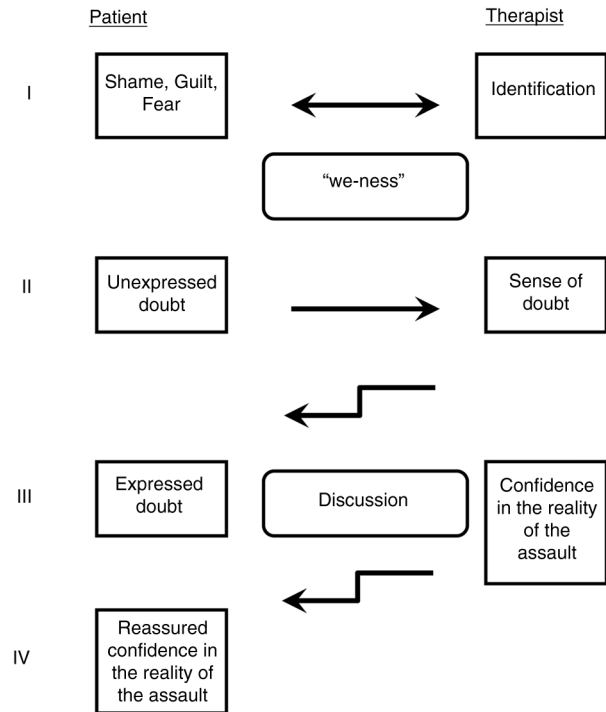 Patient
Therapist
I
Shame, Guilt,
Fear
Identification
“we-ness”
II
Unexpressed
doubt
Sense of
doubt
III
Expressed
doubt
Discussion
Confidence
in the reality
of the
assault
IV
Reassured
confidence in
the reality of
the assault